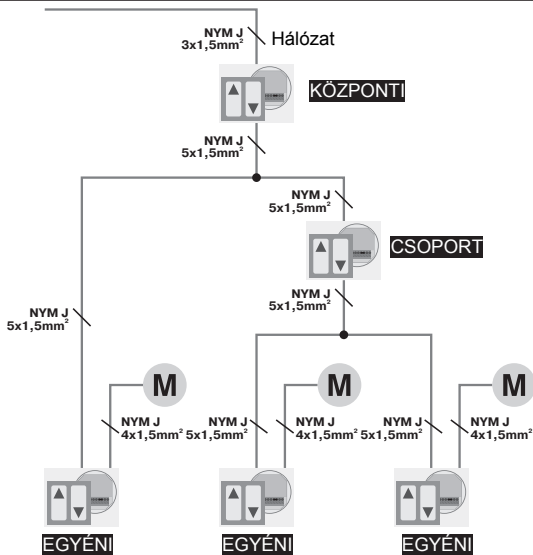 NYM J
3x1,5mm²
Hálózat
KÖZPONTI
NYM J
5x1,5mm²
NYM J
5x1,5mm²
CSOPORT
NYM J
5x1,5mm²
NYM J
5x1,5mm²
M
M
M
NYM J
4x1,5mm²
NYM J
5x1,5mm²
NYM J
4x1,5mm²
NYM J
5x1,5mm²
NYM J
4x1,5mm²
EGYÉNI
EGYÉNI
EGYÉNI